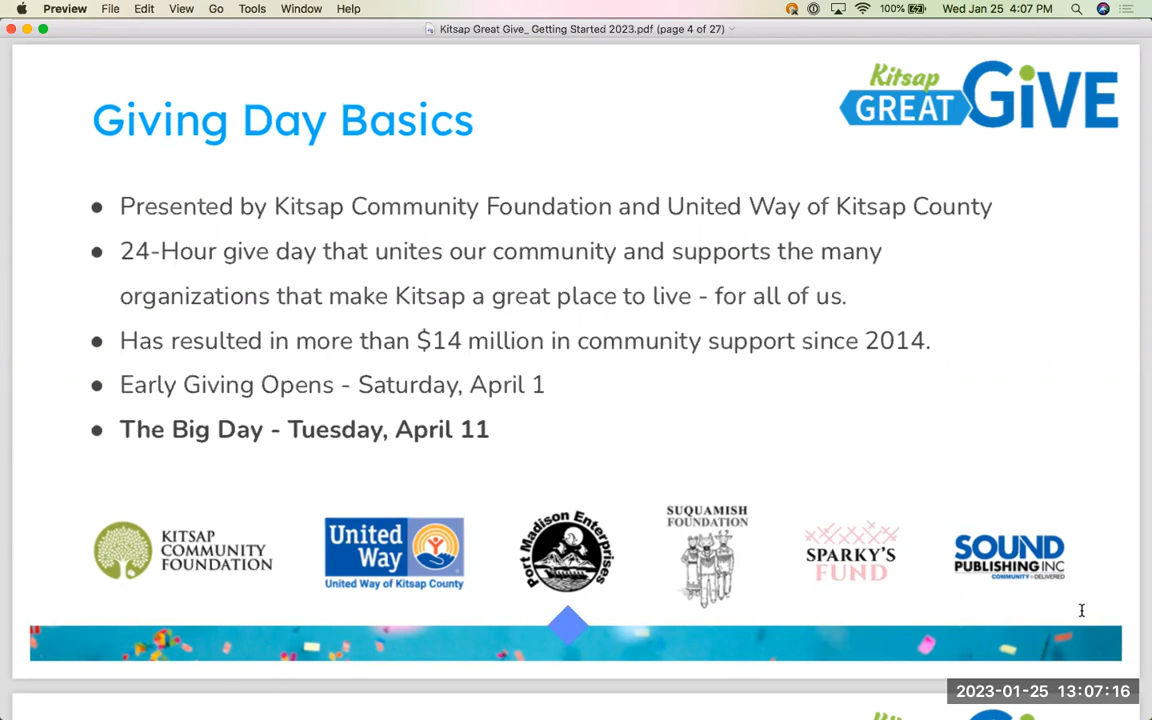 Preview File Edit View Go Tools Window Help 100% Wed Jan 25 4:07 PM
Kitsap Great Give_ Getting Started 2023.pdf (page 4 of 27)
Kitsap
GREAT GIVE
Giving Day Basics
● Presented by Kitsap Community Foundation and United Way of Kitsap County
● 24-Hour give day that unites our community and supports the many
organizations that make Kitsap a great place to live - for all of us.
● Has resulted in more than $14 million in community support since 2014.
● Early Giving Opens - Saturday, April 1
● The Big Day - Tuesday, April 11
KITSAP
COMMUNITY
FOUNDATION
United
Way
United Way of Kitsap County
Port Madison Enterprises
SUQUAMISH
FOUNDATION
SPARKY'S
FUND
SOUND
PUBLISHING INC
COMMUNITY DELIVERED
2023-01-25 13:07:16
Kitsap
GIVE